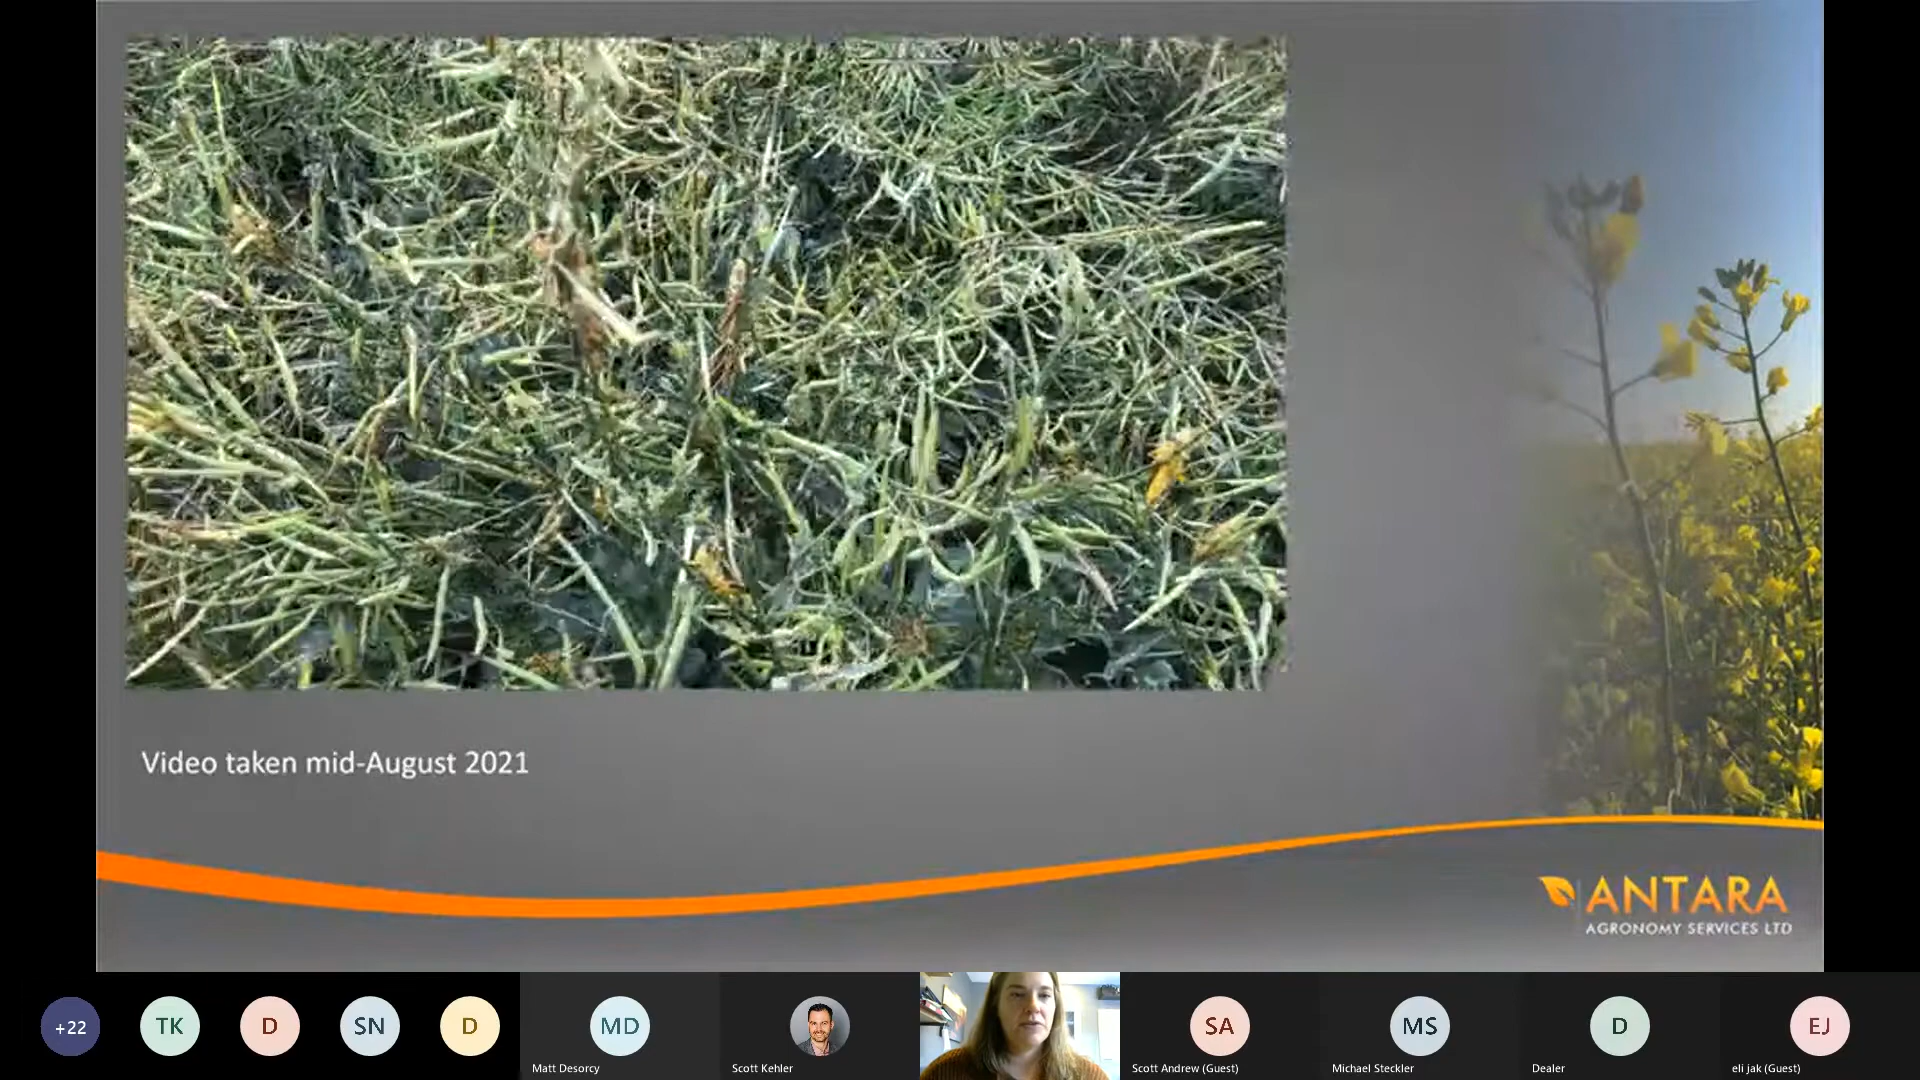 Video taken mid-August 2021
ANTARA
AGRONOMY SERVICES LTD
+22
TK
D
SN
D
MD
SA
MS
D
EJ
Matt Desorcy
Scott Kehler
Scott Andrew (Guest)
Michael Steckler
Dealer
eli jak (Guest)